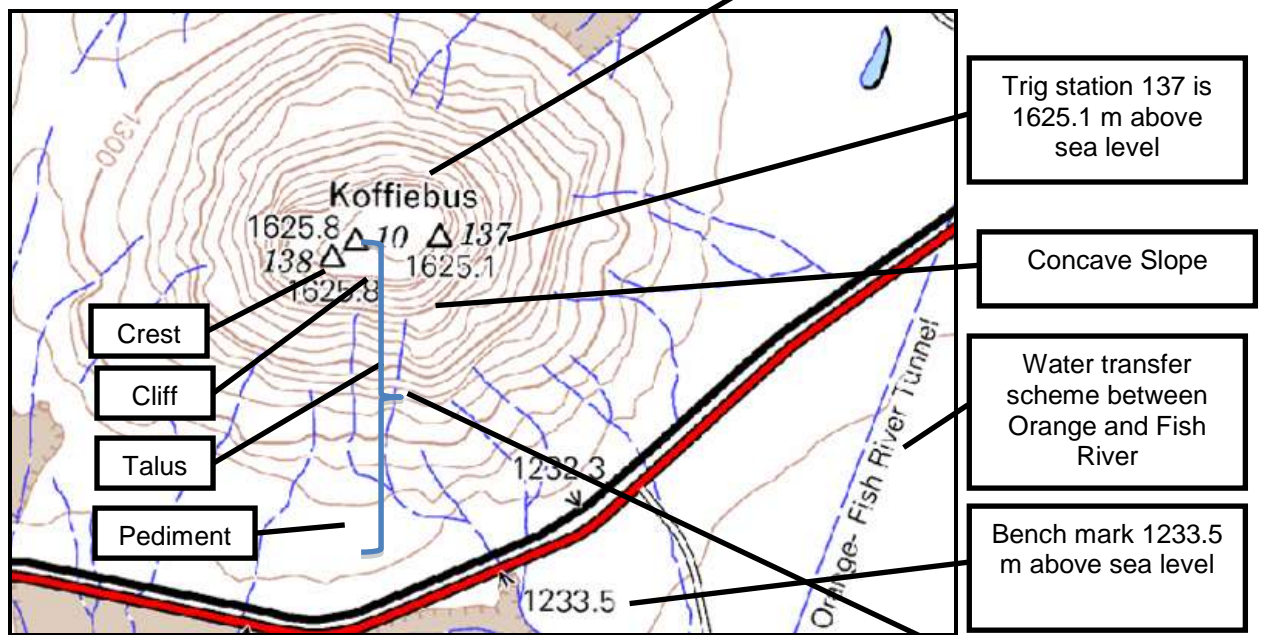 Trig station 137 is
1625.1 m above
sea level
1300
Koffiebus
1625.8
10
137
138
1625.1
1625.8
Concave Slope
Crest
Cliff
Talus
Pediment
Water transfer
scheme between
Orange and Fish
River
Orange- Fish River Tunnel
1232.3
Bench mark 1233.5
m above sea level
1233.5